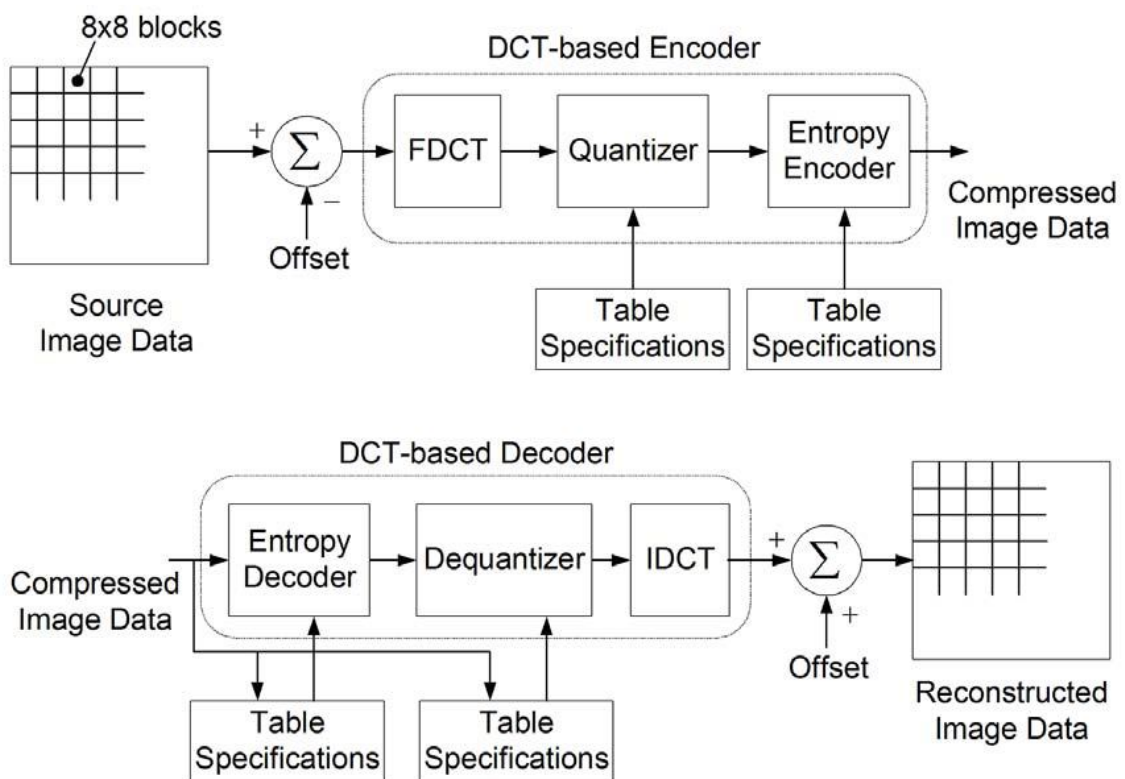 8x8 blocks
DCT-based Encoder
+
Σ
−
Offset
FDCT
Quantizer
Entropy
Encoder
Compressed
Image Data
Source
Image Data
Table
Specifications
Table
Specifications
DCT-based Decoder
Compressed
Image Data
Entropy
Decoder
Dequantizer
IDCT
+
Σ
+
Offset
Table
Specifications
Table
Specifications
Reconstructed
Image Data